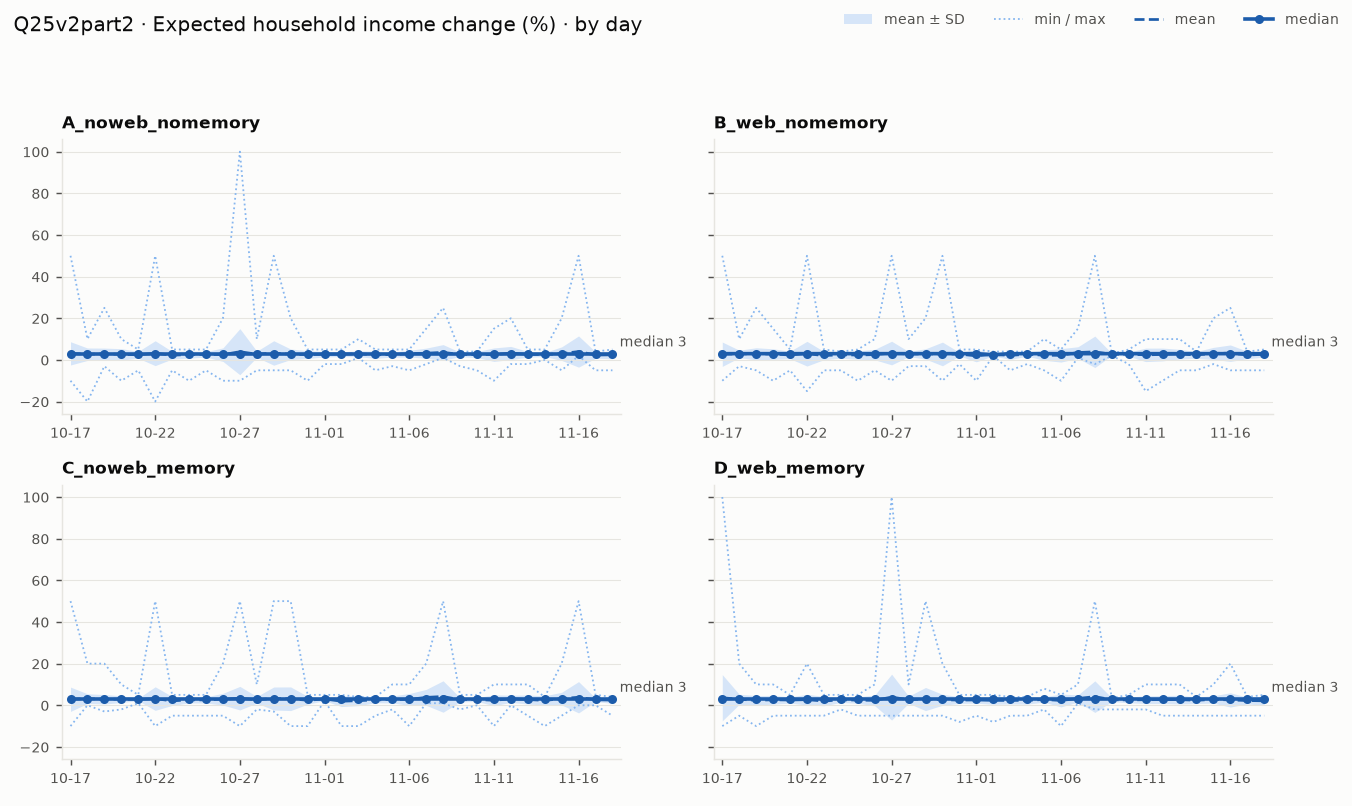 Q25v2part2 · Expected household income change (%) · by day
mean ± SD
min / max
mean
median
A_noweb_nomemory
100
80
60
40
20
0
−20
10-17 10-22 10-27 11-01 11-06 11-11 11-16
median 3
B_web_nomemory
10-17 10-22 10-27 11-01 11-06 11-11 11-16
median 3
C_noweb_memory
100
80
60
40
20
0
−20
10-17 10-22 10-27 11-01 11-06 11-11 11-16
median 3
D_web_memory
10-17 10-22 10-27 11-01 11-06 11-11 11-16
median 3